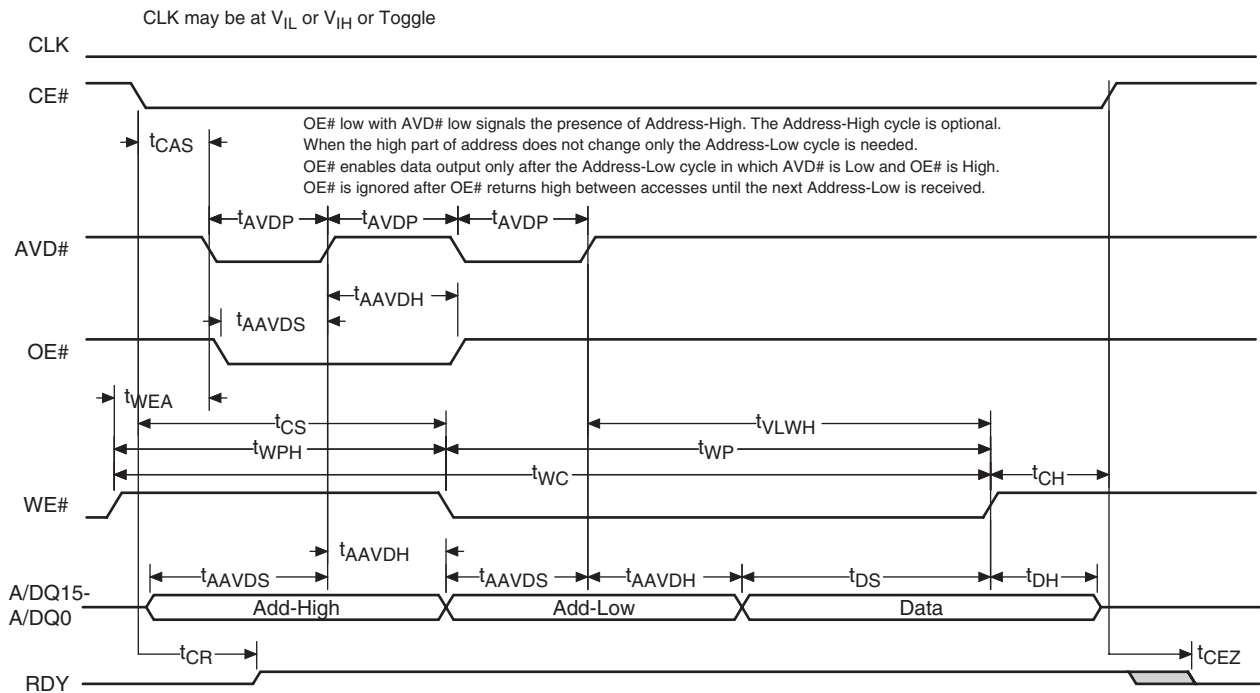 CLK may be at VIL or VIH or Toggle
CLK
CE#
OE# low with AVD# low signals the presence of Address-High. The Address-High cycle is optional.
When the high part of address does not change only the Address-Low cycle is needed.
OE# enables data output only after the Address-Low cycle in which AVD# is Low and OE# is High.
OE# is ignored after OE# returns high between accesses until the next Address-Low is received.
tCAS
tAVDP tAVDP tAVDP
AVD#
tAAVDH
tAAVDS
OE#
tWEA
tCS tVLWH
tWPH tWP
tWC tCH
WE#
tAAVDH
tAAVDS tAAVDS tAAVDH tDS tDH
A/DQ15-
A/DQ0
Add-High Add-Low Data
tCR tCEZ
RDY